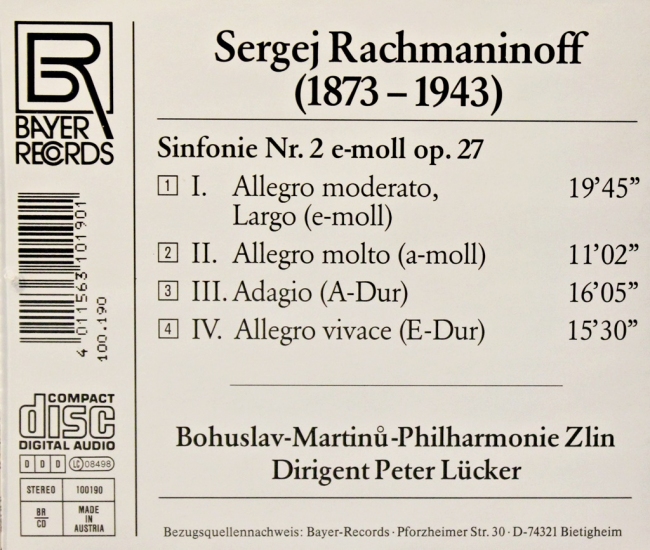 BAYER
RECORDS
4 011563 101901
100.190
COMPACT
disc
DIGITAL AUDIO
D D D
LC 08498
STEREO 100190
BR
CD
MADE
IN
AUSTRIA
Sergej Rachmaninoff
(1873 – 1943)
Sinfonie Nr. 2 e-moll op. 27
1 I. Allegro moderato, 19’45”
Largo (e-moll)
2 II. Allegro molto (a-moll) 11’02”
3 III. Adagio (A-Dur) 16’05”
4 IV. Allegro vivace (E-Dur) 15’30”
Bohuslav-Martinů-Philharmonie Zlin
Dirigent Peter Lücker
Bezugsquellennachweis: Bayer-Records · Pforzheimer Str. 30 · D-74321 Bietigheim